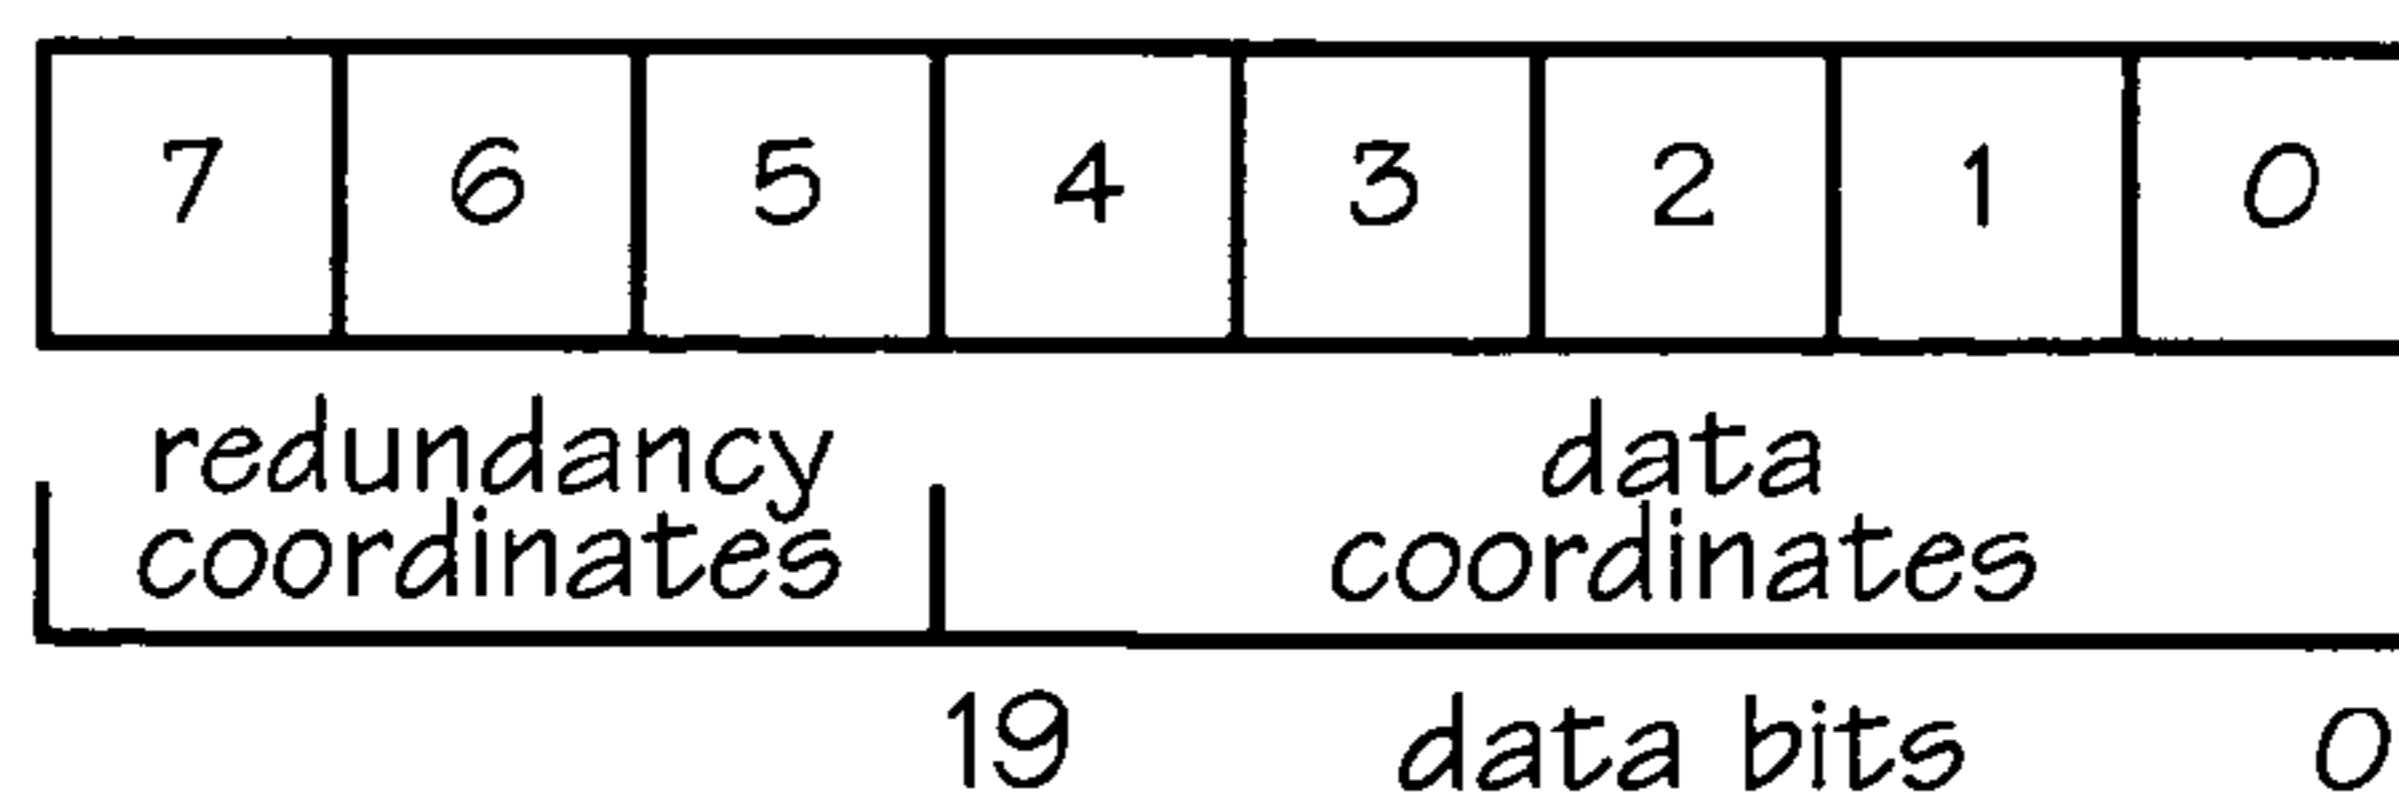 7 6 5 4 3 2 1 0
redundancy data
coordinates coordinates
19 data bits 0